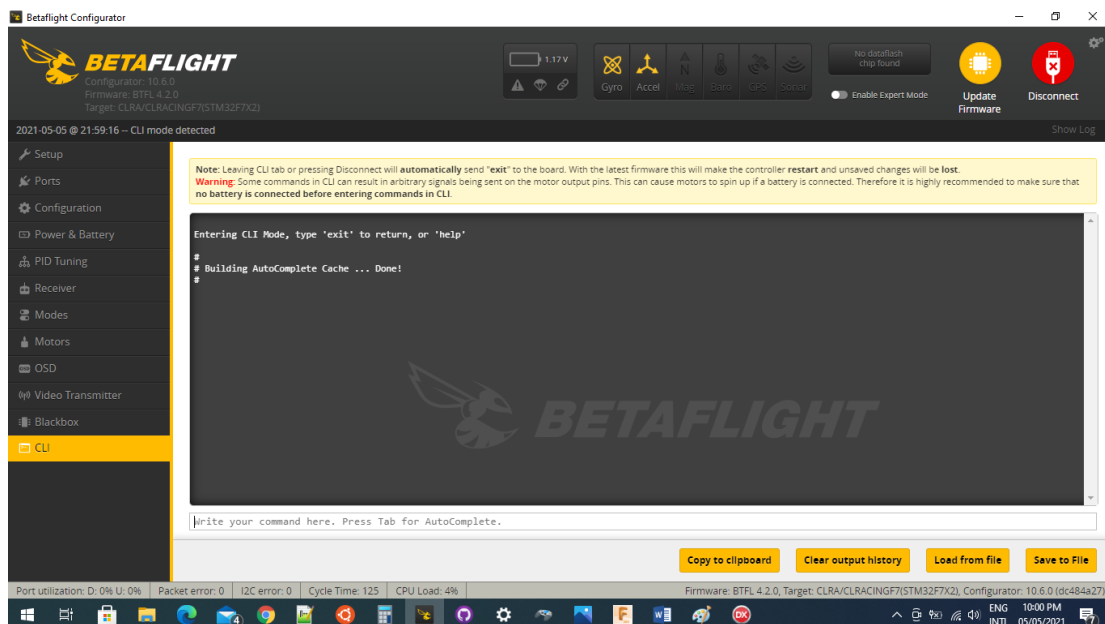 Betaflight Configurator
BETAFLIGHT
Configurator: 10.6.0
Firmware: BTFL 4.2.0
Target: CLRA/CLRACINGF7(STM32F7X2)
1.17 V
Gyro Accel Mag Baro GPS Sonar
No dataflash
chip found
Enable Expert Mode
Update
Firmware
Disconnect
2021-05-05 @ 21:59:16 -- CLI mode detected
Show Log
Setup
Ports
Configuration
Power & Battery
PID Tuning
Receiver
Modes
Motors
OSD
Video Transmitter
Blackbox
CLI
Note: Leaving CLI tab or pressing Disconnect will automatically send "exit" to the board. With the latest firmware this will make the controller restart and unsaved changes will be lost.
Warning: Some commands in CLI can result in arbitrary signals being sent on the motor output pins. This can cause motors to spin up if a battery is connected. Therefore it is highly recommended to make sure that
no battery is connected before entering commands in CLI.
Entering CLI Mode, type 'exit' to return, or 'help'
#
# Building AutoComplete Cache ... Done!
#
BETAFLIGHT
Write your command here. Press Tab for AutoComplete.
Copy to clipboard
Clear output history
Load from file
Save to File
Port utilization: D: 0% U: 0% Packet error: 0 I2C error: 0 Cycle Time: 125 CPU Load: 4% Firmware: BTFL 4.2.0, Target: CLRA/CLRACINGF7(STM32F7X2), Configurator: 10.6.0 (dc484a27)
ENG
INTL
10:00 PM
05/05/2021